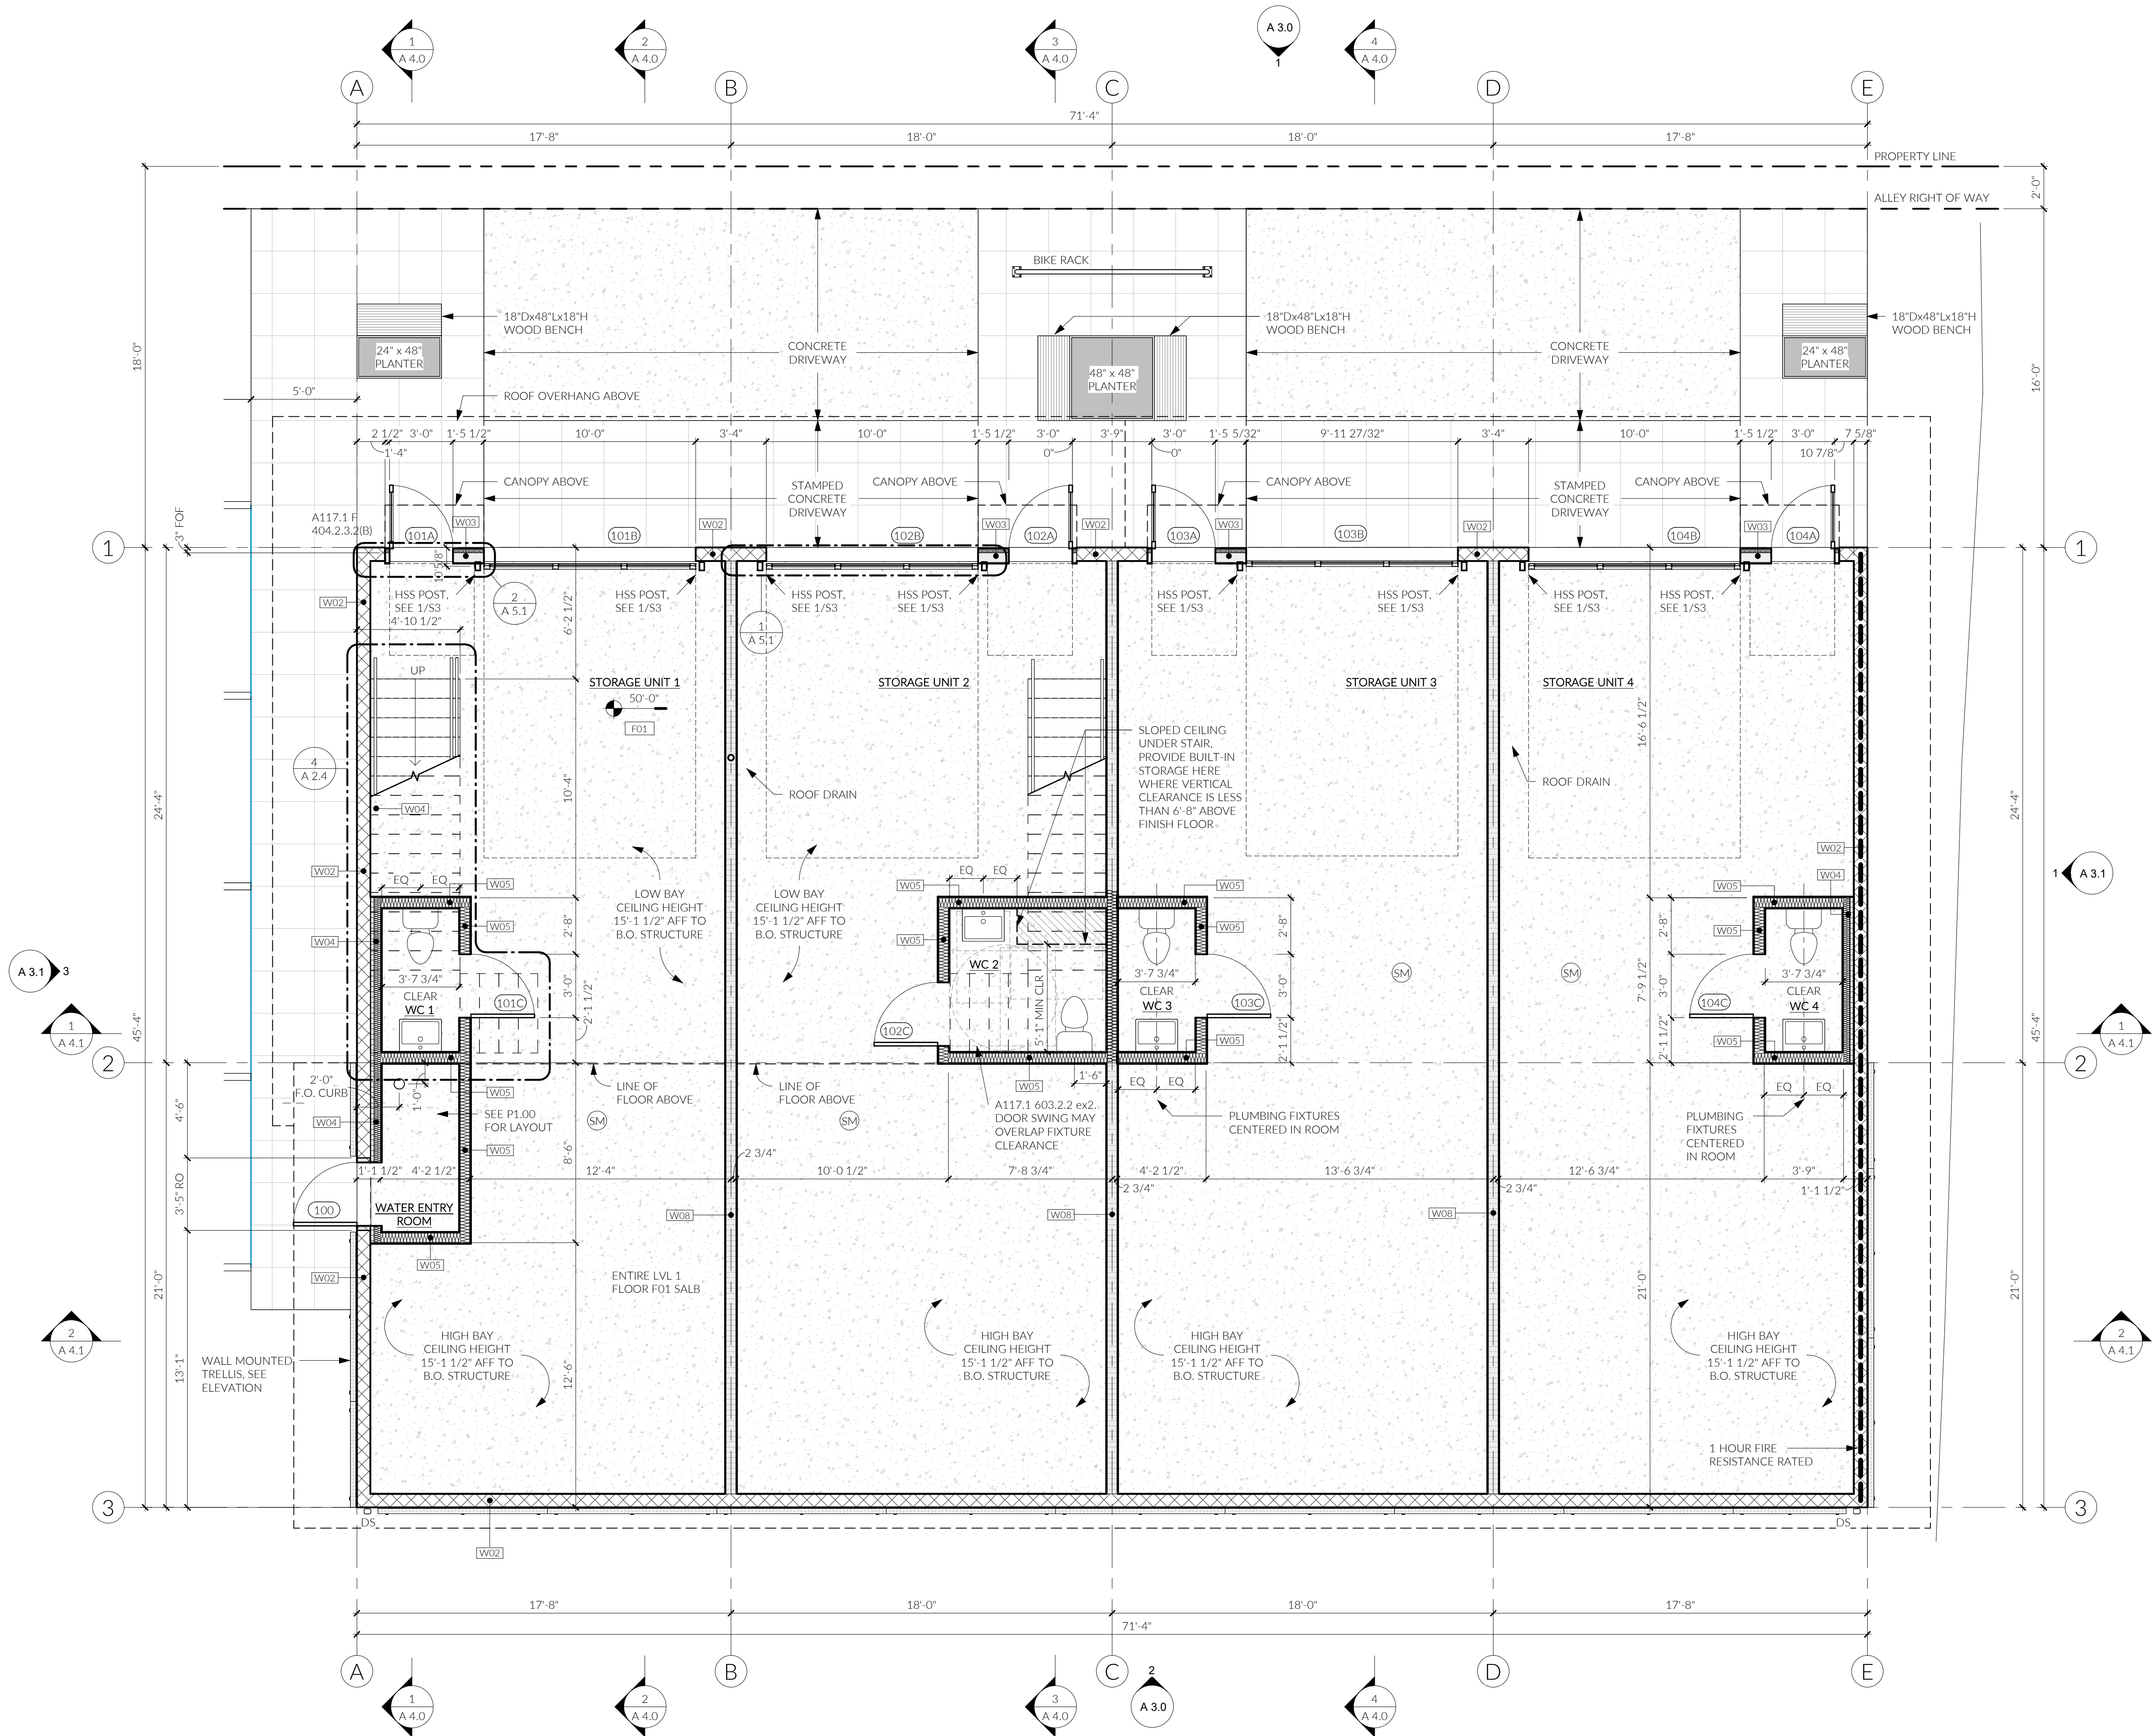 1
A 4.0
2
A 4.0
3
A 4.0
A 3.0
1
4
A 4.0
A
B
C
D
E
71'-4"
17'-8"
18'-0"
18'-0"
17'-8"
PROPERTY LINE
2'-0"
ALLEY RIGHT OF WAY
BIKE RACK
18"Dx48"Lx18"H
WOOD BENCH
18"Dx48"Lx18"H
WOOD BENCH
18"Dx48"Lx18"H
WOOD BENCH
24" x 48"
PLANTER
CONCRETE
DRIVEWAY
48" x 48"
PLANTER
CONCRETE
DRIVEWAY
24" x 48"
PLANTER
18'-0"
16'-0"
5'-0"
ROOF OVERHANG ABOVE
2 1/2"
3'-0"
1'-5 1/2"
10'-0"
3'-4"
10'-0"
1'-5 1/2"
3'-0"
3'-9"
3'-0"
1'-5 5/32"
9'-11 27/32"
3'-4"
10'-0"
1'-5 1/2"
3'-0"
7 5/8"
1'-4"
0"
0"
10 7/8"
CANOPY ABOVE
STAMPED
CONCRETE
DRIVEWAY
CANOPY ABOVE
CANOPY ABOVE
STAMPED
CONCRETE
DRIVEWAY
CANOPY ABOVE
3" FOF
A117.1 F
404.2.3.2(B)
101A
W03
101B
W02
102B
W03
102A
W02
103A
W03
103B
W02
104B
W03
104A
1
1
10 5/8"
HSS POST,
SEE 1/S3
HSS POST,
SEE 1/S3
HSS POST,
SEE 1/S3
HSS POST,
SEE 1/S3
HSS POST,
SEE 1/S3
HSS POST,
SEE 1/S3
HSS POST,
SEE 1/S3
2
A 5.1
1
A 5.1
W02
4'-10 1/2"
6'-2 1/2"
UP
STORAGE UNIT 1
50'-0"
F01
STORAGE UNIT 2
STORAGE UNIT 3
STORAGE UNIT 4
4
A 2.4
W04
10'-4"
ROOF DRAIN
SLOPED CEILING
UNDER STAIR,
PROVIDE BUILT-IN
STORAGE HERE
WHERE VERTICAL
CLEARANCE IS LESS
THAN 6'-8" ABOVE
FINISH FLOOR
ROOF DRAIN
16'-6 1/2"
24'-4"
24'-4"
W02
W02
W04
1
A 3.1
EQ
EQ
W05
W05
W04
LOW BAY
CEILING HEIGHT
15'-1 1/2" AFF TO
B.O. STRUCTURE
LOW BAY
CEILING HEIGHT
15'-1 1/2" AFF TO
B.O. STRUCTURE
EQ
EQ
W05
W05
W05
W05
W05
W05
2'-8"
2'-8"
2'-8"
3'-7 3/4"
CLEAR
WC 1
101C
3'-0"
2'-1 1/2"
WC 2
5'-1" MIN CLR
102C
3'-7 3/4"
CLEAR
WC 3
103C
3'-0"
2'-1 1/2"
SM
SM
7'-9 1/2"
3'-0"
2'-1 1/2"
3'-7 3/4"
CLEAR
WC 4
104C
W05
A 3.1
3
1
A 4.1
45'-4"
45'-4"
1
A 4.1
2
2
2'-0"
F.O. CURB
1'-0"
W05
W04
SEE P1.00
FOR LAYOUT
W05
LINE OF
FLOOR ABOVE
LINE OF
FLOOR ABOVE
SM
SM
W05
1'-6"
W05
EQ
EQ
A117.1 603.2.2 ex2.
DOOR SWING MAY
OVERLAP FIXTURE
CLEARANCE
PLUMBING FIXTURES
CENTERED IN ROOM
PLUMBING
FIXTURES
CENTERED
IN ROOM
EQ
EQ
4'-6"
8'-6"
1'-1 1/2"
4'-2 1/2"
12'-4"
2 3/4"
10'-0 1/2"
7'-8 3/4"
2 3/4"
4'-2 1/2"
13'-6 3/4"
2 3/4"
12'-6 3/4"
3'-9"
1'-1 1/2"
3'-5" RO
100
WATER ENTRY
ROOM
W08
W08
W08
W05
W02
ENTIRE LVL 1
FLOOR F01 SALB
21'-0"
21'-0"
21'-0"
2
A 4.1
2
A 4.1
13'-1"
12'-6"
WALL MOUNTED
TRELLIS, SEE
ELEVATION
HIGH BAY
CEILING HEIGHT
15'-1 1/2" AFF TO
B.O. STRUCTURE
HIGH BAY
CEILING HEIGHT
15'-1 1/2" AFF TO
B.O. STRUCTURE
HIGH BAY
CEILING HEIGHT
15'-1 1/2" AFF TO
B.O. STRUCTURE
HIGH BAY
CEILING HEIGHT
15'-1 1/2" AFF TO
B.O. STRUCTURE
1 HOUR FIRE
RESISTANCE RATED
3
3
DS
DS
W02
17'-8"
18'-0"
18'-0"
17'-8"
71'-4"
A
B
C
D
E
1
A 4.0
2
A 4.0
3
A 4.0
2
A 3.0
4
A 4.0